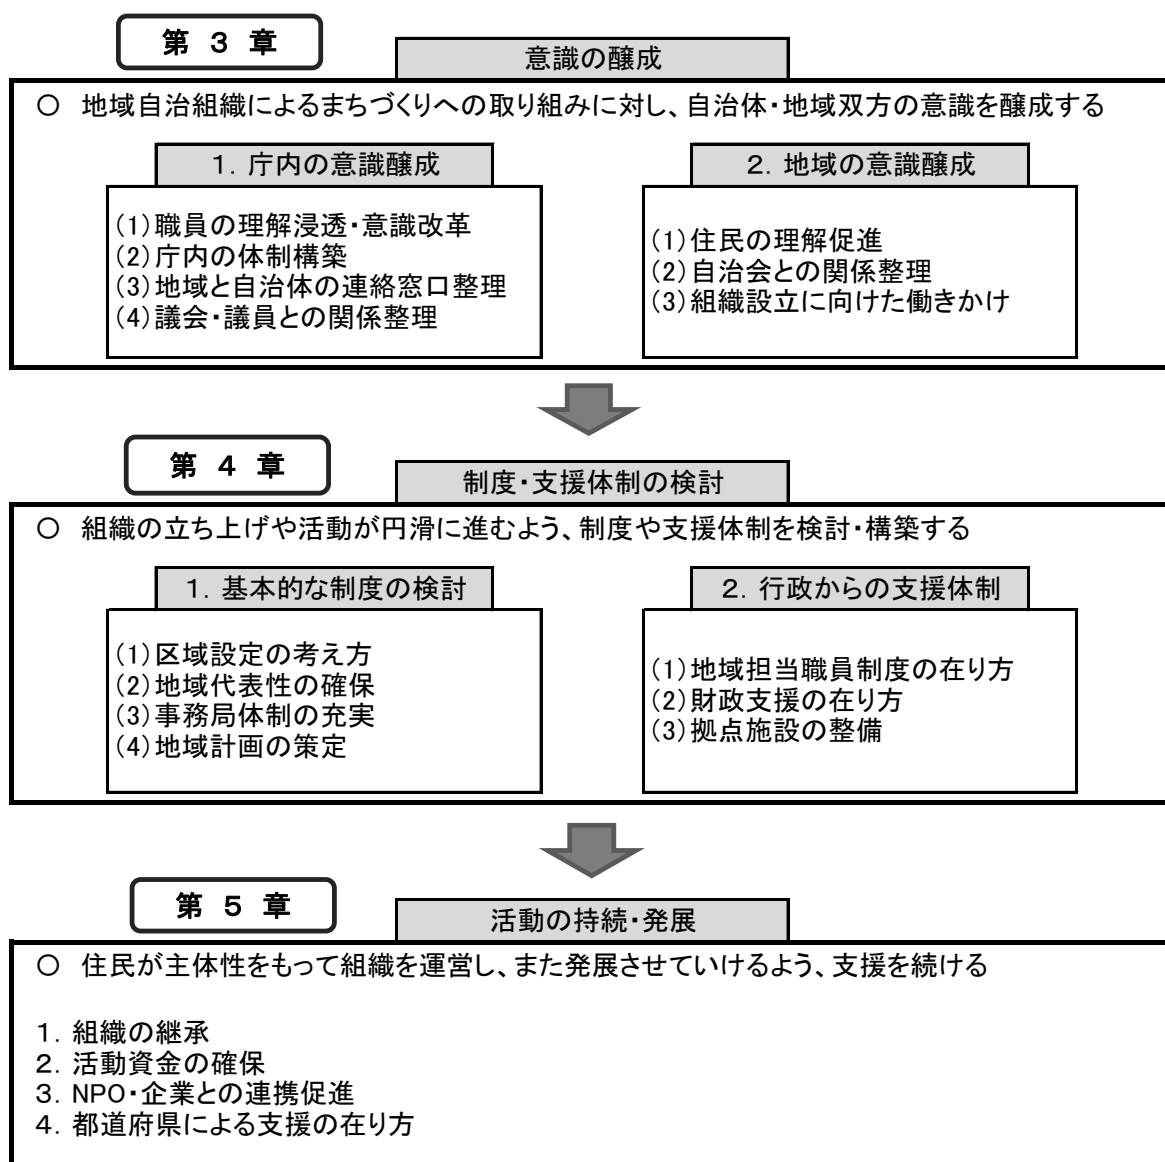 第 3 章
意識の醸成
○ 地域自治組織によるまちづくりへの取り組みに対し、自治体・地域双方の意識を醸成する
1. 庁内の意識醸成
(1)職員の理解浸透・意識改革
(2)庁内の体制構築
(3)地域と自治体の連絡窓口整理
(4)議会・議員との関係整理
2. 地域の意識醸成
(1)住民の理解促進
(2)自治会との関係整理
(3)組織設立に向けた働きかけ
第 4 章
制度・支援体制の検討
○ 組織の立ち上げや活動が円滑に進むよう、制度や支援体制を検討・構築する
1. 基本的な制度の検討
(1)区域設定の考え方
(2)地域代表性の確保
(3)事務局体制の充実
(4)地域計画の策定
2. 行政からの支援体制
(1)地域担当職員制度の在り方
(2)財政支援の在り方
(3)拠点施設の整備
第 5 章
活動の持続・発展
○ 住民が主体性をもって組織を運営し、また発展させていけるよう、支援を続ける
1. 組織の継承
2. 活動資金の確保
3. NPO・企業との連携促進
4. 都道府県による支援の在り方